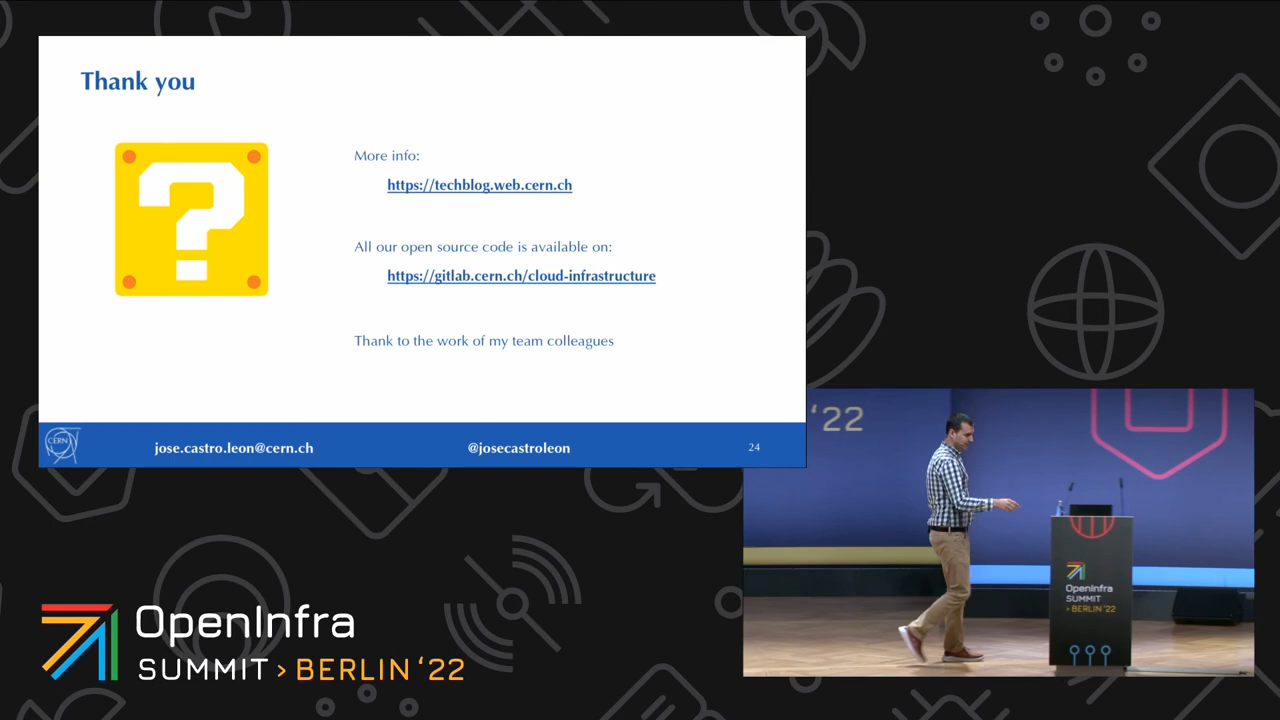 Thank you
?
More info:
https://techblog.web.cern.ch
All our open source code is available on:
https://gitlab.cern.ch/cloud-infrastructure
Thank to the work of my team colleagues
CERN
jose.castro.leon@cern.ch
@josecastroleon
24
'22
OpenInfra
SUMMIT
> BERLIN '22
OpenInfra
SUMMIT > BERLIN '22